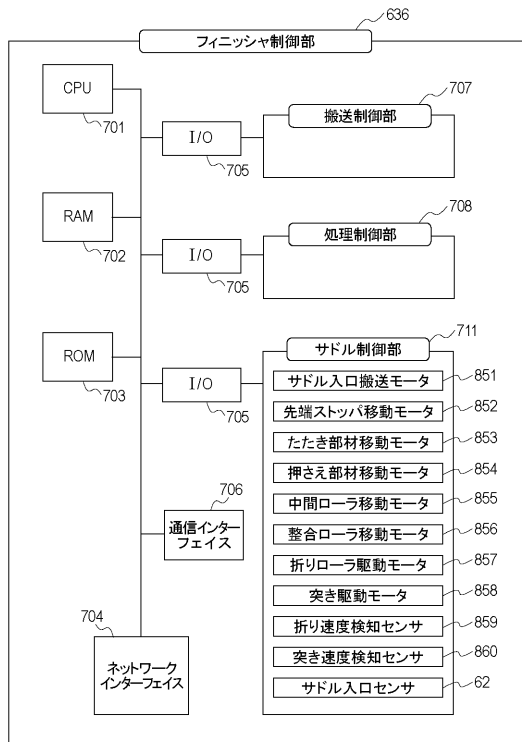 636
フィニッシャ制御部
CPU
701
I/O
705
707
搬送制御部
RAM
702
I/O
705
708
処理制御部
ROM
703
I/O
705
711
サドル制御部
サドル入口搬送モータ
851
先端ストッパ移動モータ
852
たたき部材移動モータ
853
押さえ部材移動モータ
854
中間ローラ移動モータ
855
整合ローラ移動モータ
856
折りローラ駆動モータ
857
突き駆動モータ
858
折り速度検知センサ
859
突き速度検知センサ
860
サドル入口センサ
62
706
通信インター
フェイス
704
ネットワーク
インターフェイス